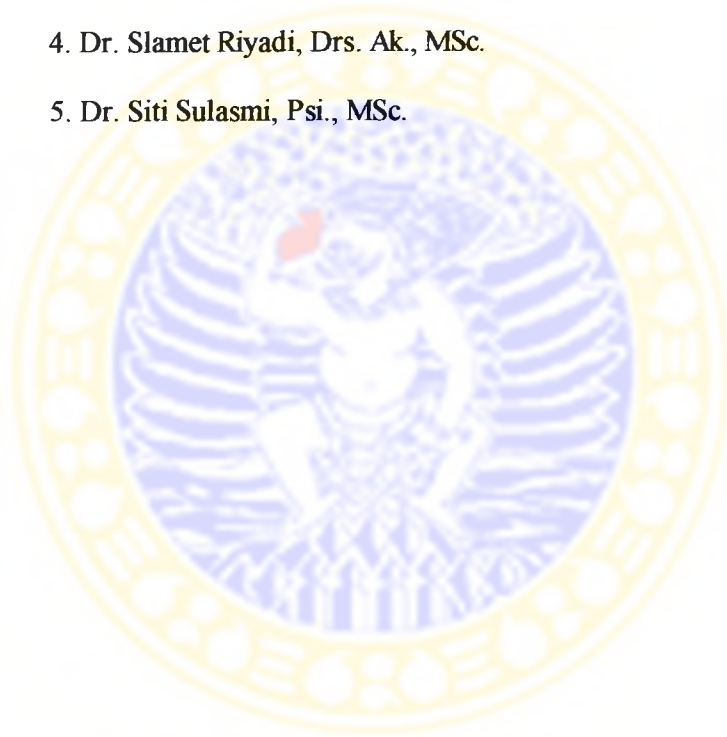 4. Dr. Slamet Riyadi, Drs. Ak., MSc.
5. Dr. Siti Sulasmi, Psi., MSc.